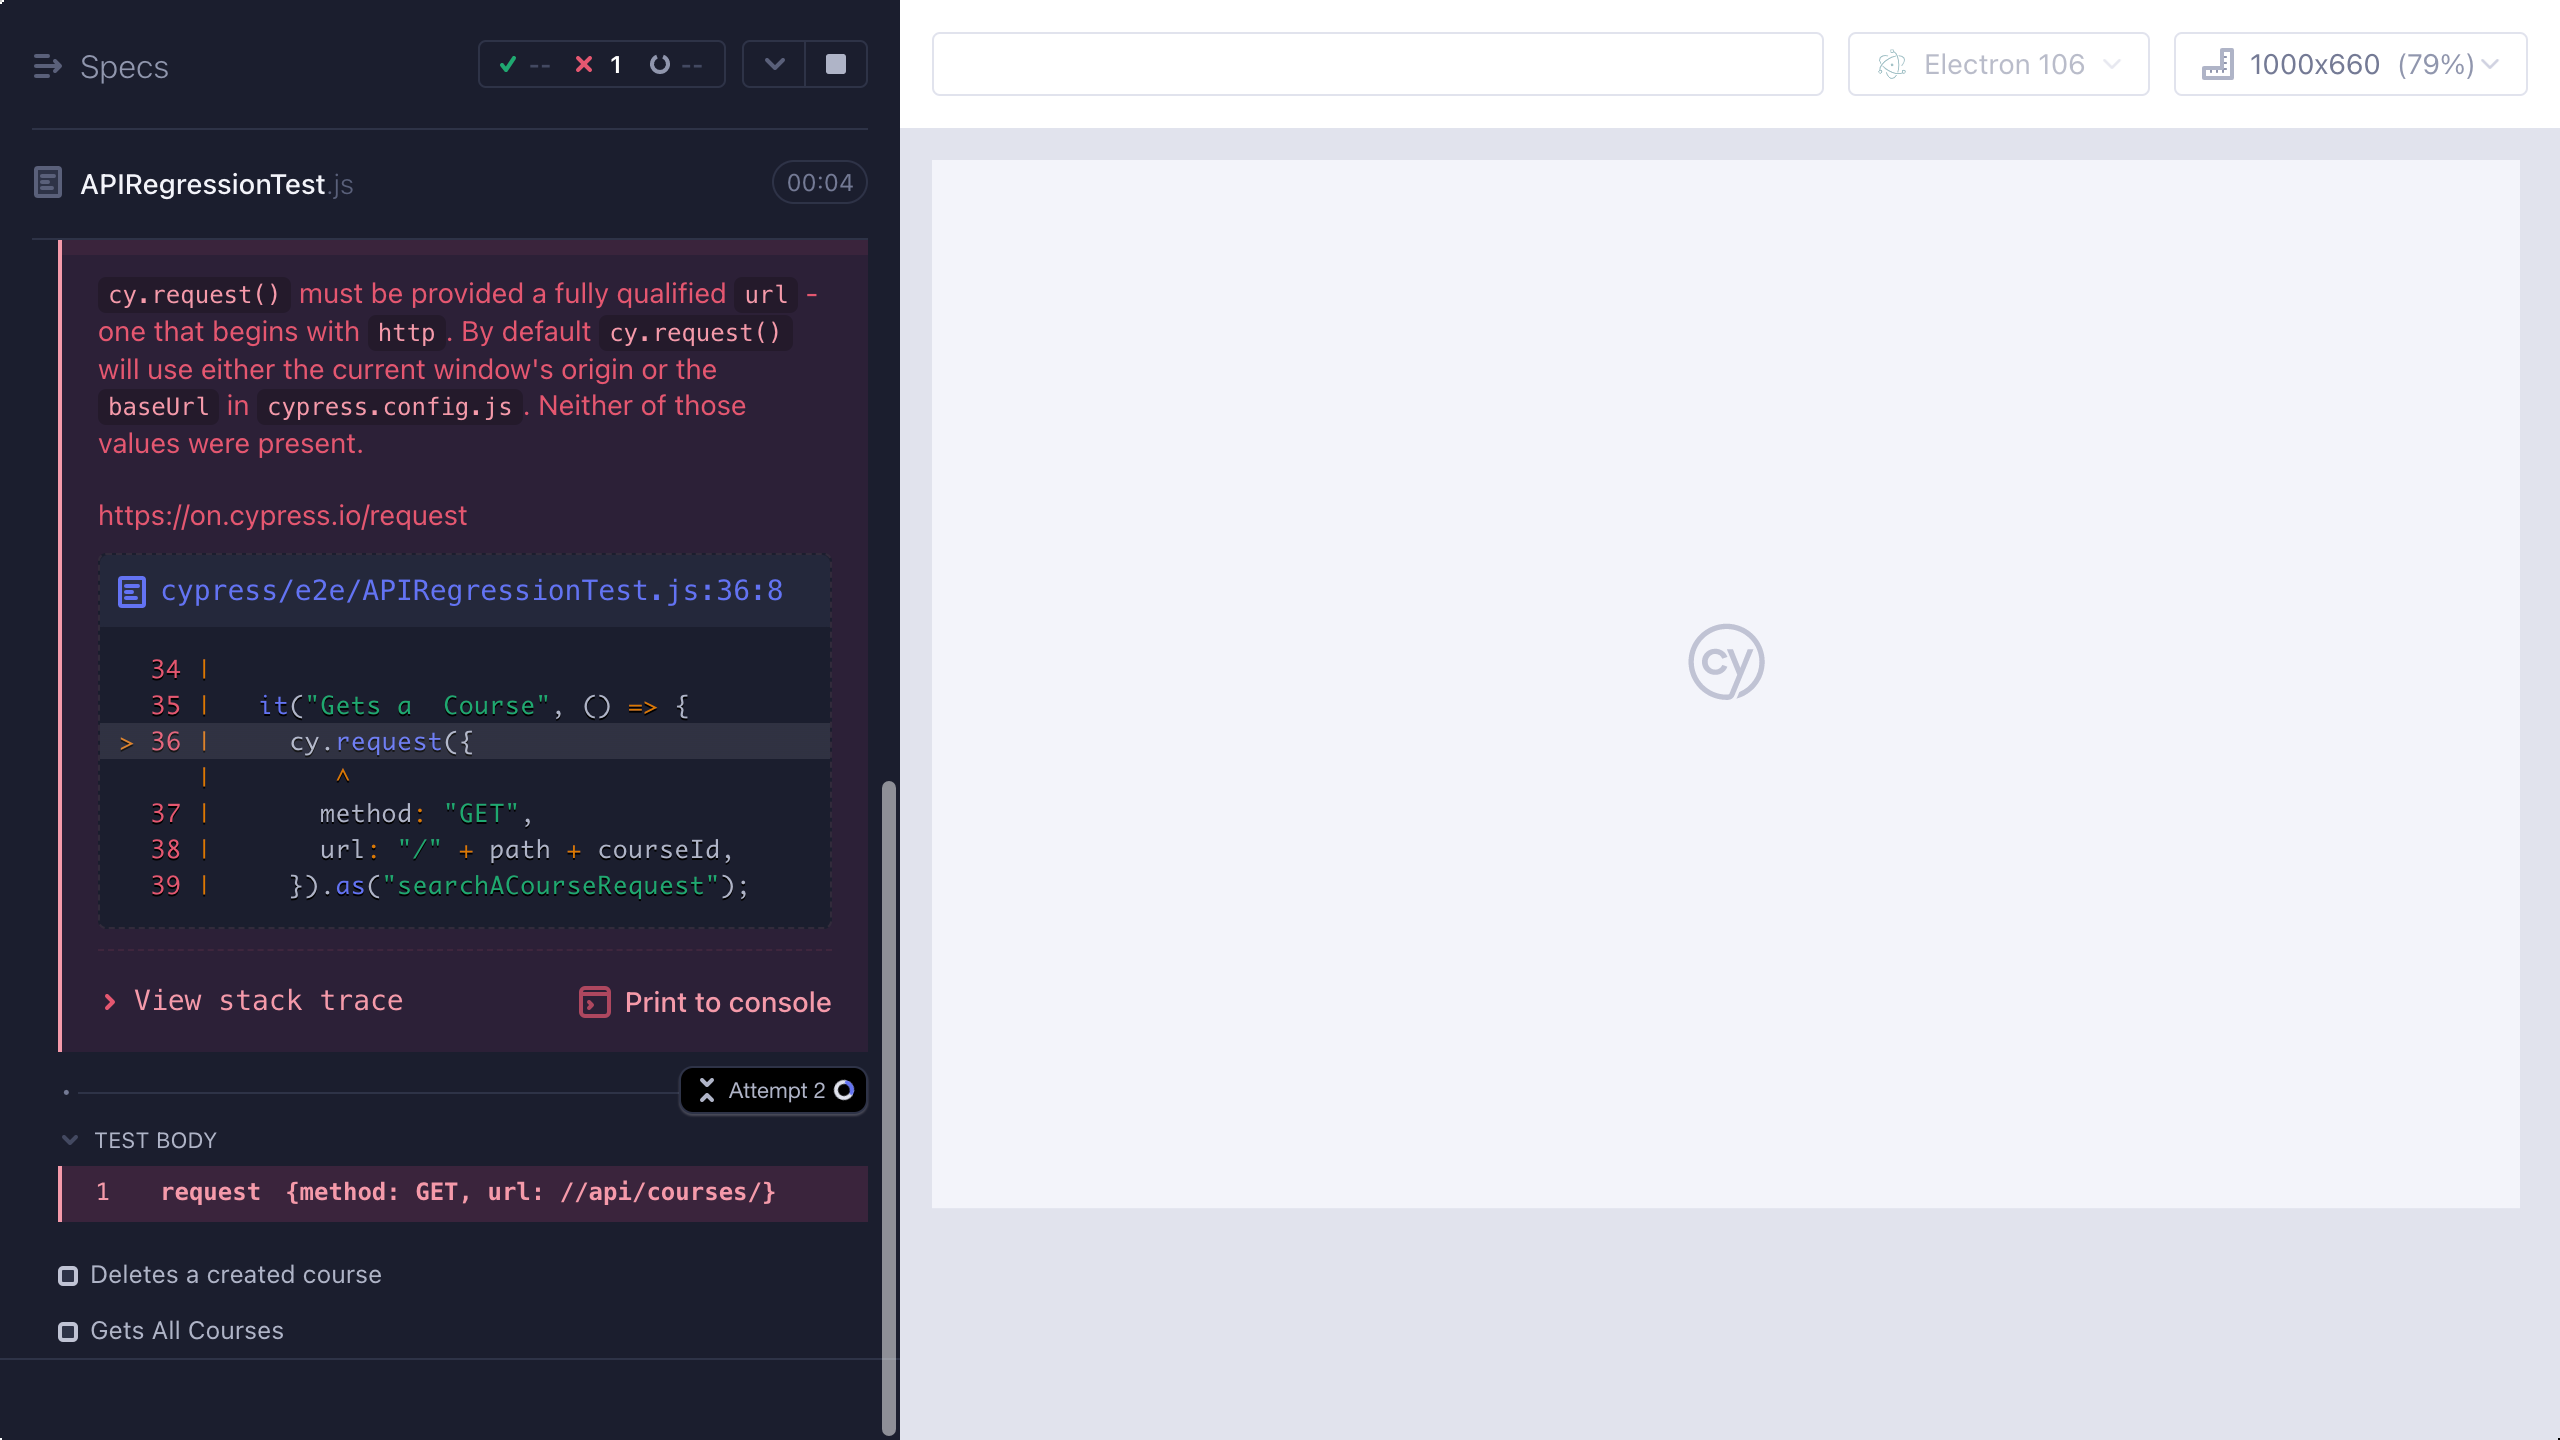 Specs
-- 1 --
APIRegressionTest.js
00:04
cy.request() must be provided a fully qualified url -
one that begins with http. By default cy.request()
will use either the current window's origin or the
baseUrl in cypress.config.js. Neither of those
values were present.
https://on.cypress.io/request
cypress/e2e/APIRegressionTest.js:36:8
34 |
35 | it("Gets a  Course", () => {
> 36 | cy.request({
| ^
37 | method: "GET",
38 | url: "/" + path + courseId,
39 | }).as("searchACourseRequest");
View stack trace
Print to console
Attempt 2
TEST BODY
1 request {method: GET, url: //api/courses/}
Deletes a created course
Gets All Courses
Electron 106
1000x660 (79%)
cy